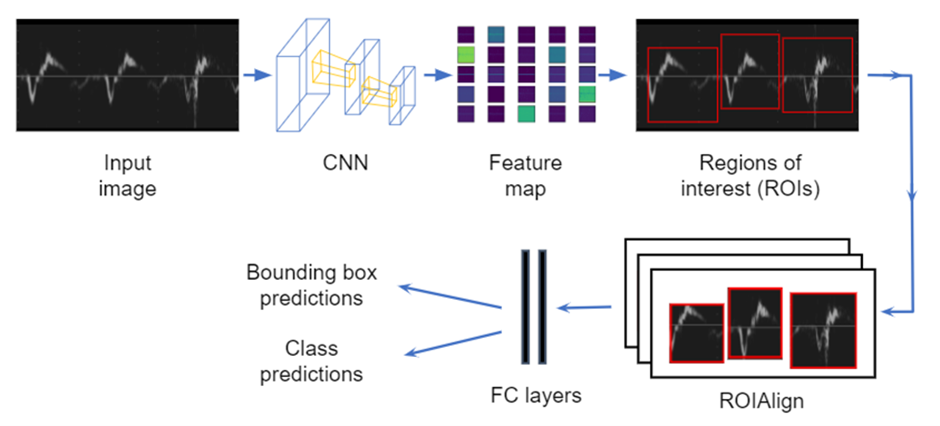 Input
image
CNN
Feature
map
Regions of
interest (ROIs)
Bounding box
predictions
Class
predictions
FC layers
ROIAlign